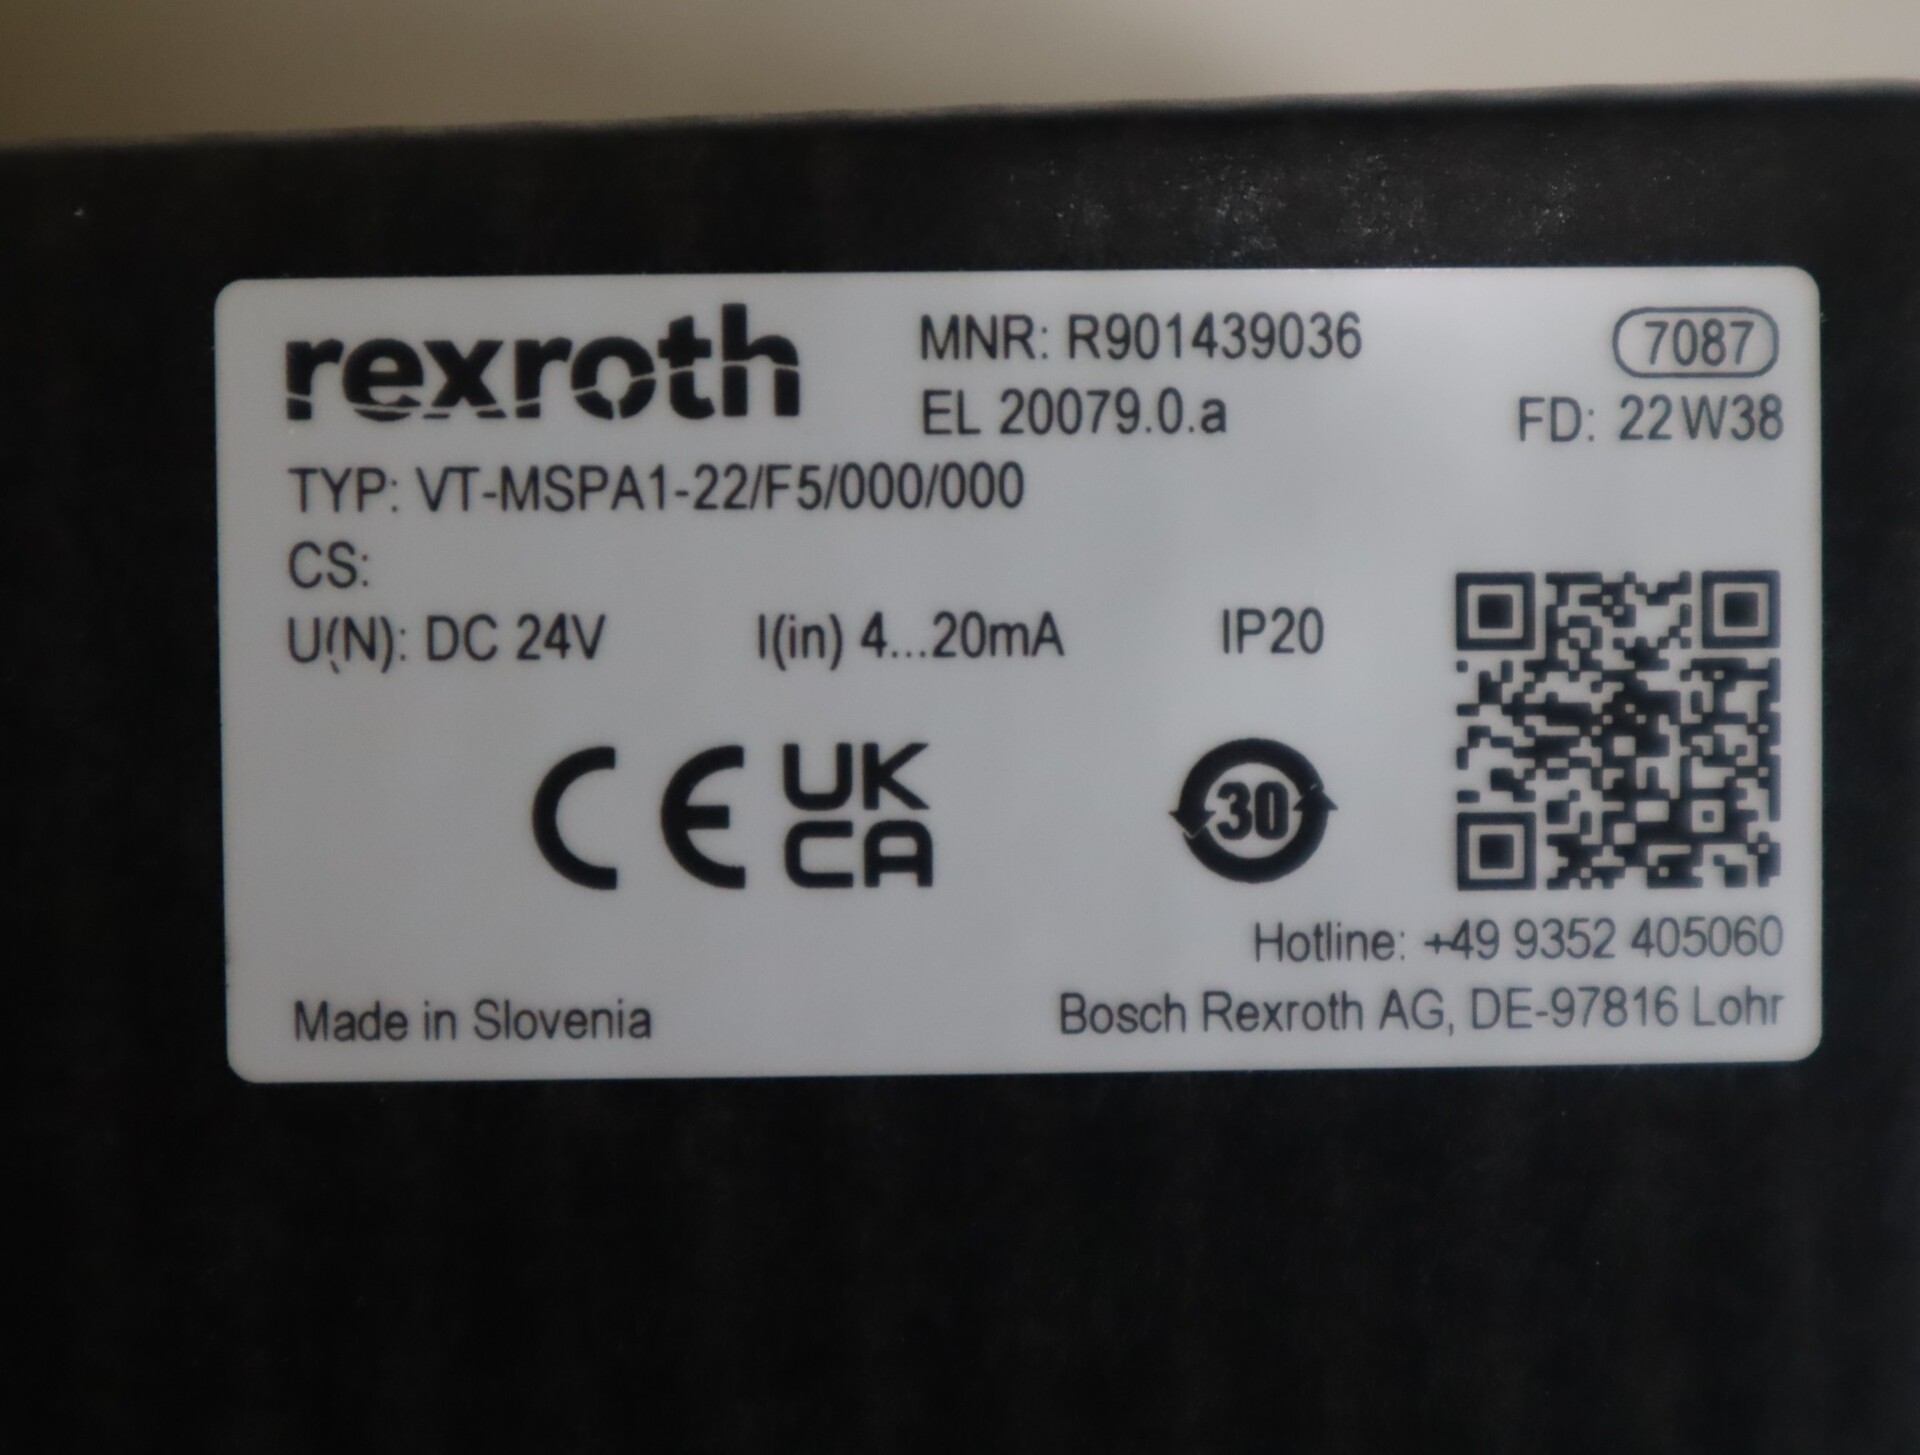 rexroth
MNR: R901439036
7087
EL 20079.0.a
FD: 22W38
TYP: VT-MSPA1-22/F5/000/000
CS:
U(N): DC 24V I(in) 4...20mA IP20
CE UK
CA
30
Hotline: +49 9352 405060
Made in Slovenia
Bosch Rexroth AG, DE-97816 Lohr